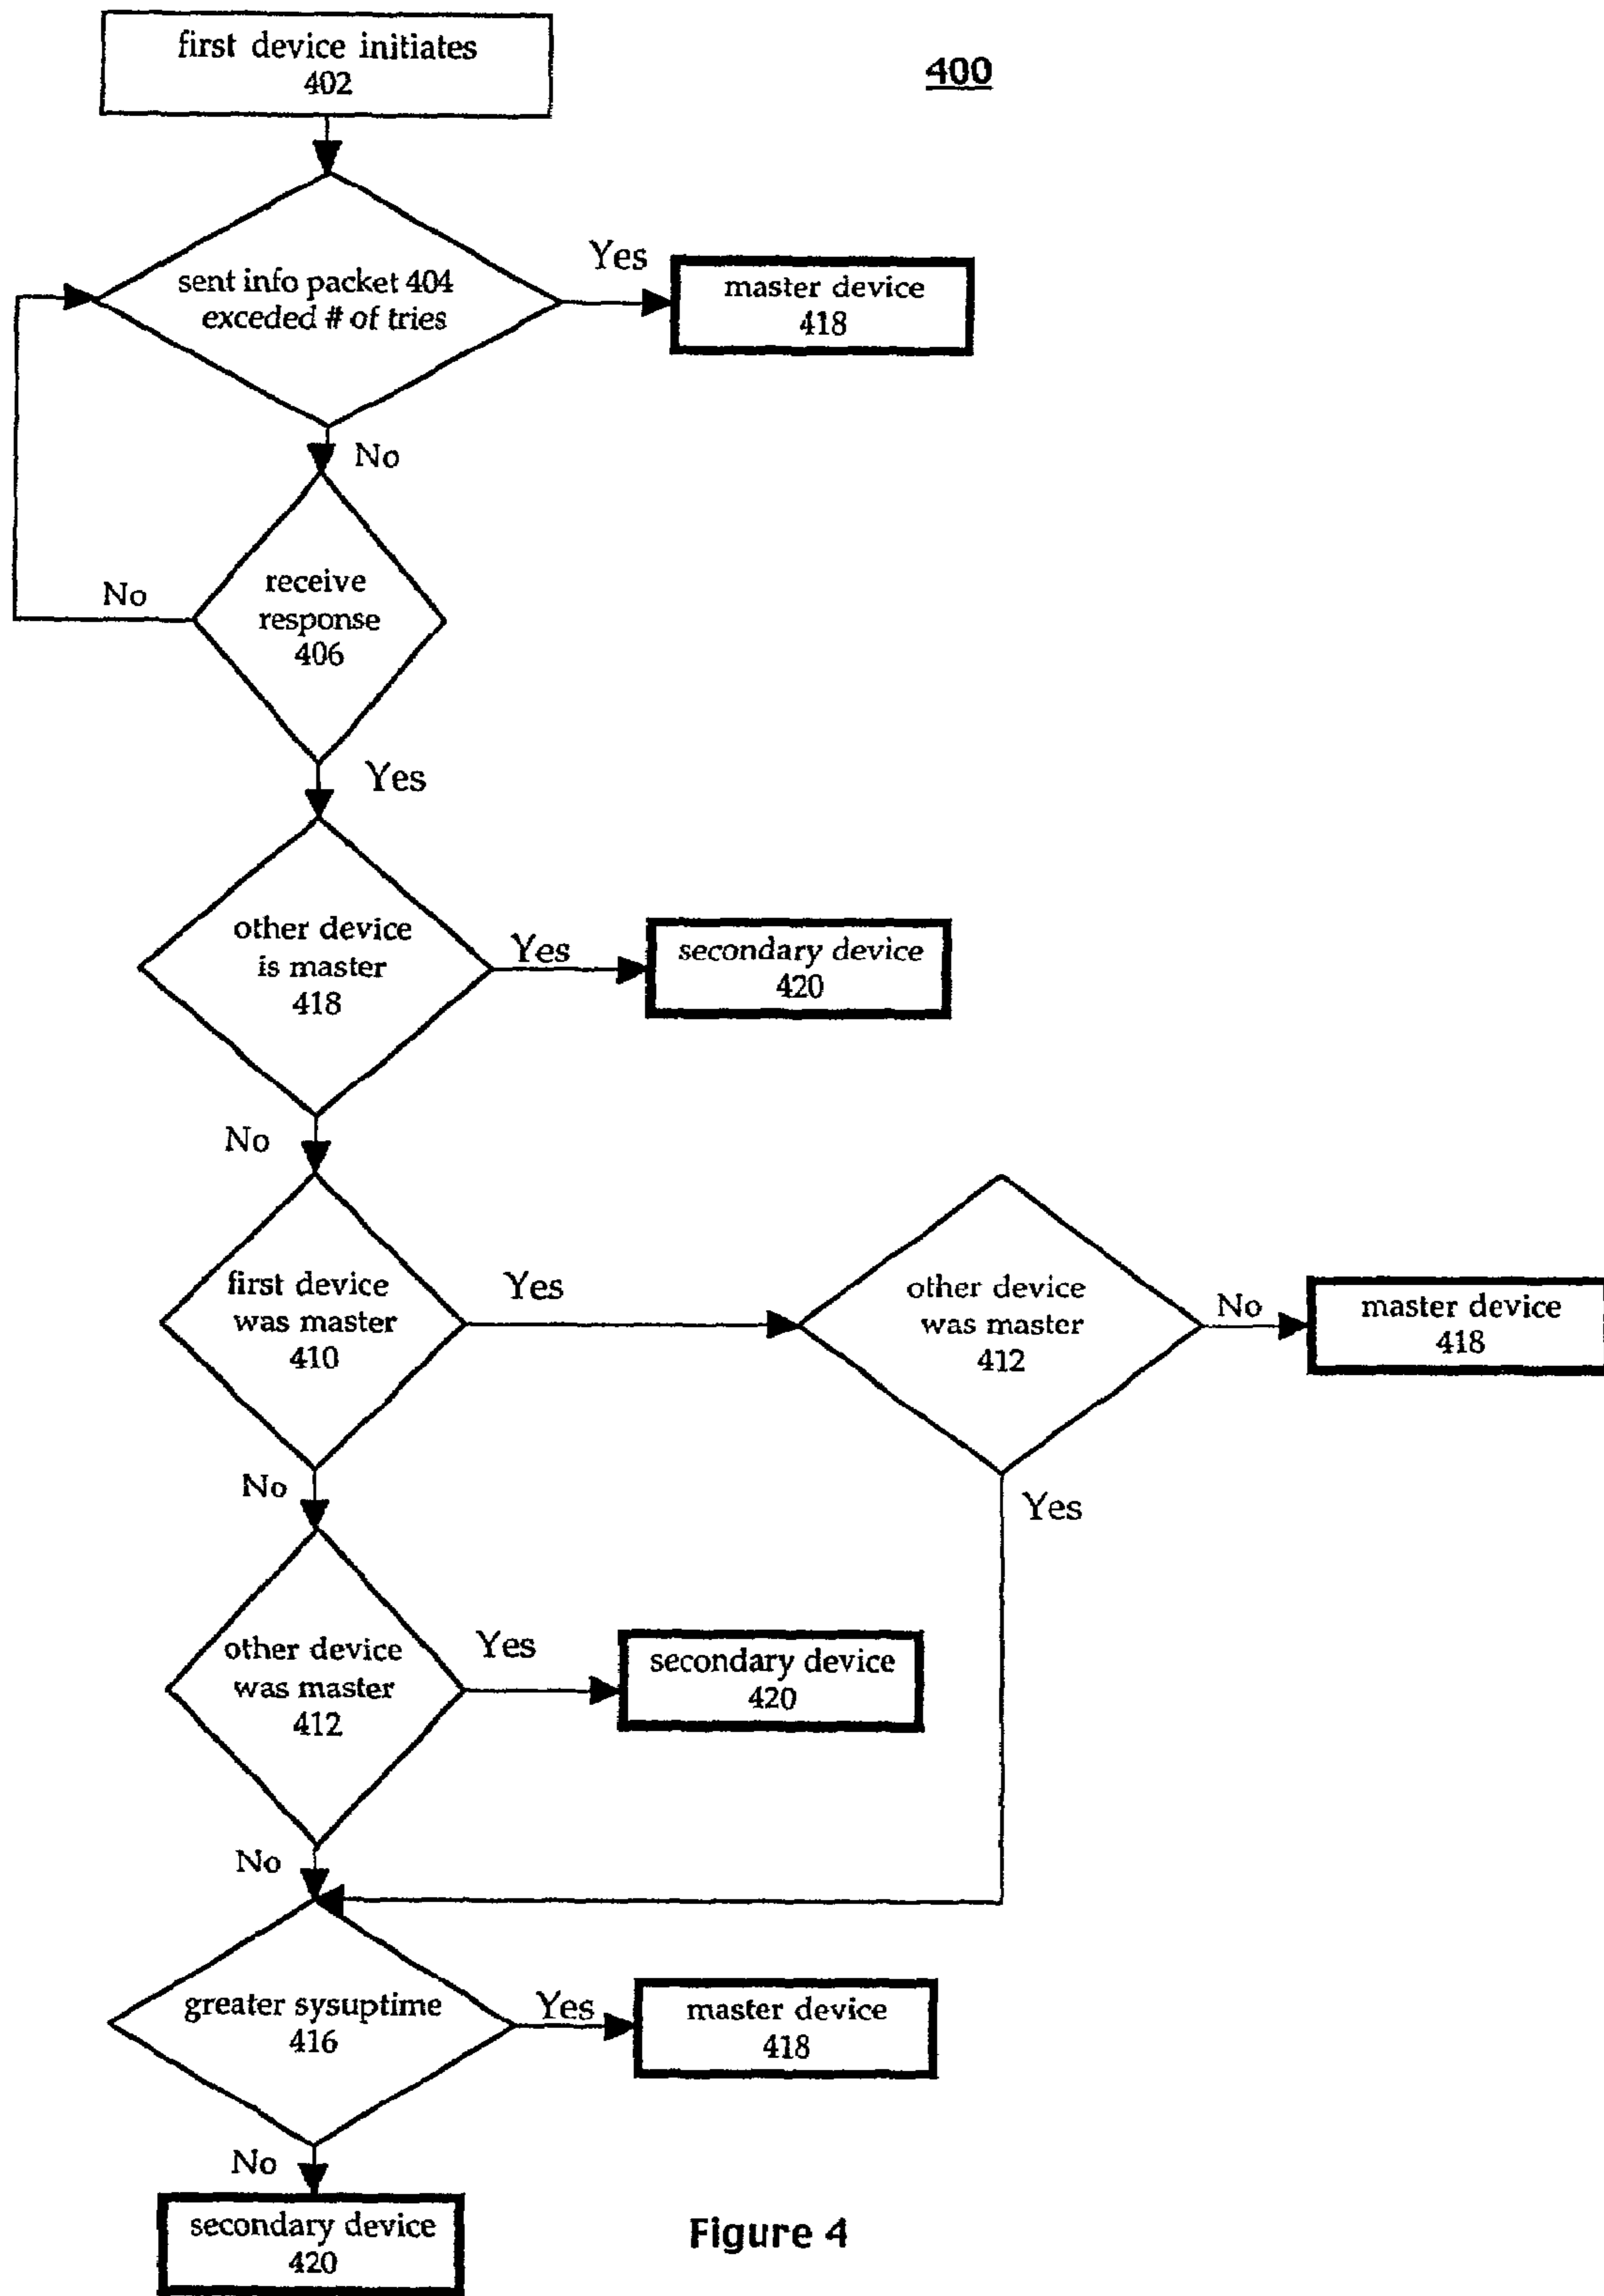 first device initiates
402
400
sent info packet 404
exceded # of tries
Yes
master device
418
No
receive
response
406
No
Yes
other device
is master
418
Yes
secondary device
420
No
first device
was master
410
Yes
other device
was master
412
No
master device
418
No
Yes
other device
was master
412
Yes
secondary device
420
No
greater sysuptime
416
Yes
master device
418
No
secondary device
420
Figure 4